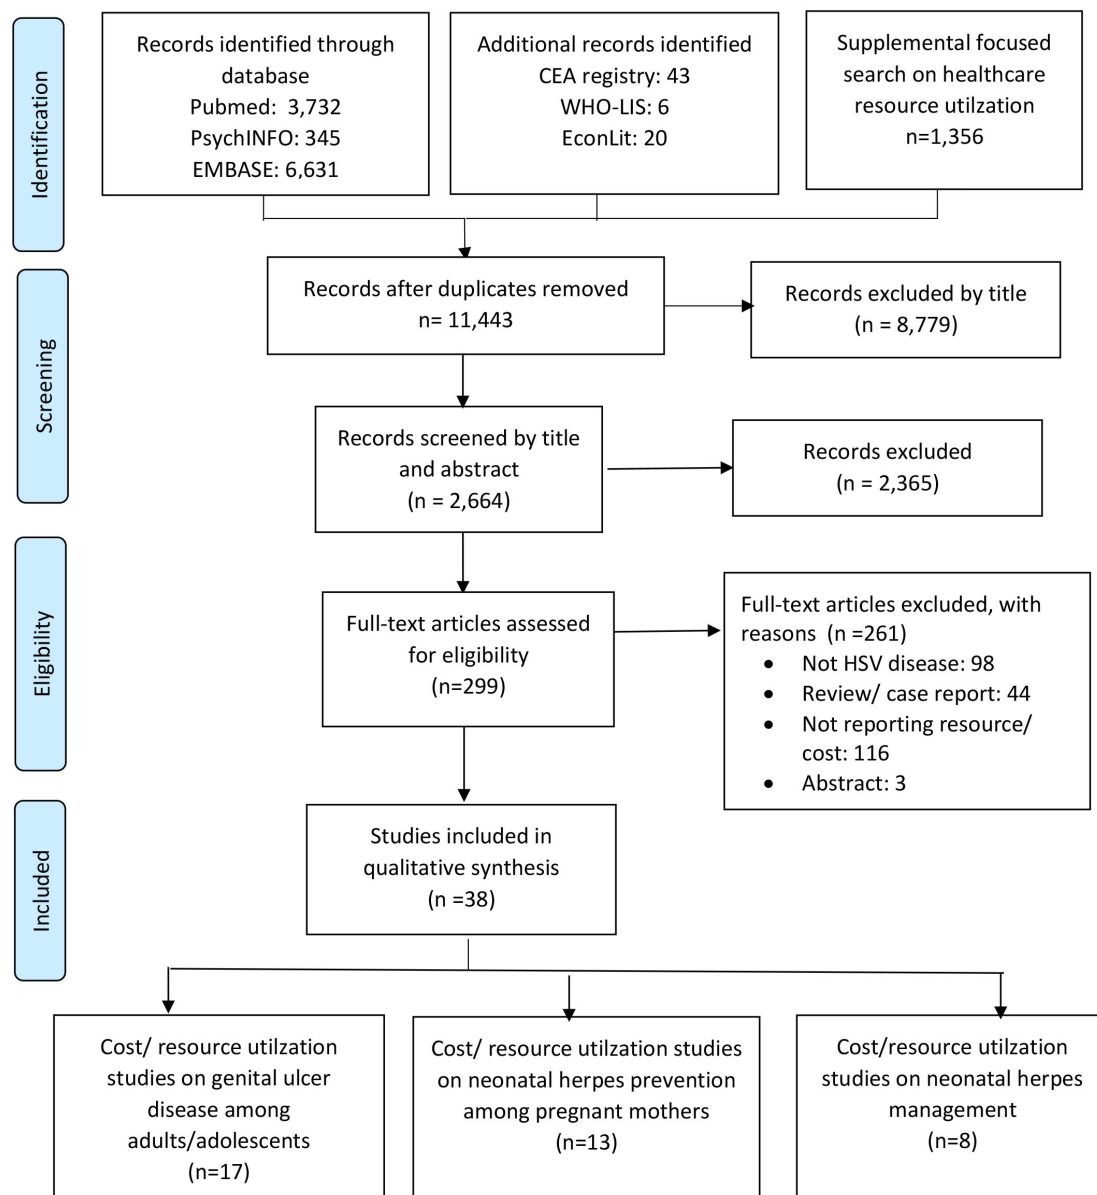 Identification
Records identified through
database
Pubmed: 3,732
PsychINFO: 345
EMBASE: 6,631
Additional records identified
CEA registry: 43
WHO-LIS: 6
EconLit: 20
Supplemental focused
search on healthcare
resource utilzation
n=1,356
Screening
Records after duplicates removed
n= 11,443
Records excluded by title
(n = 8,779)
Records screened by title
and abstract
(n = 2,664)
Records excluded
(n = 2,365)
Eligibility
Full-text articles assessed
for eligibility
(n=299)
Full-text articles excluded, with
reasons (n =261)
• Not HSV disease: 98
• Review/ case report: 44
• Not reporting resource/
cost: 116
• Abstract: 3
Included
Studies included in
qualitative synthesis
(n =38)
Cost/ resource utilzation
studies on genital ulcer
disease among
adults/adolescents
(n=17)
Cost/ resource utilzation studies
on neonatal herpes prevention
among pregnant mothers
(n=13)
Cost/resource utilzation
studies on neonatal herpes
management
(n=8)